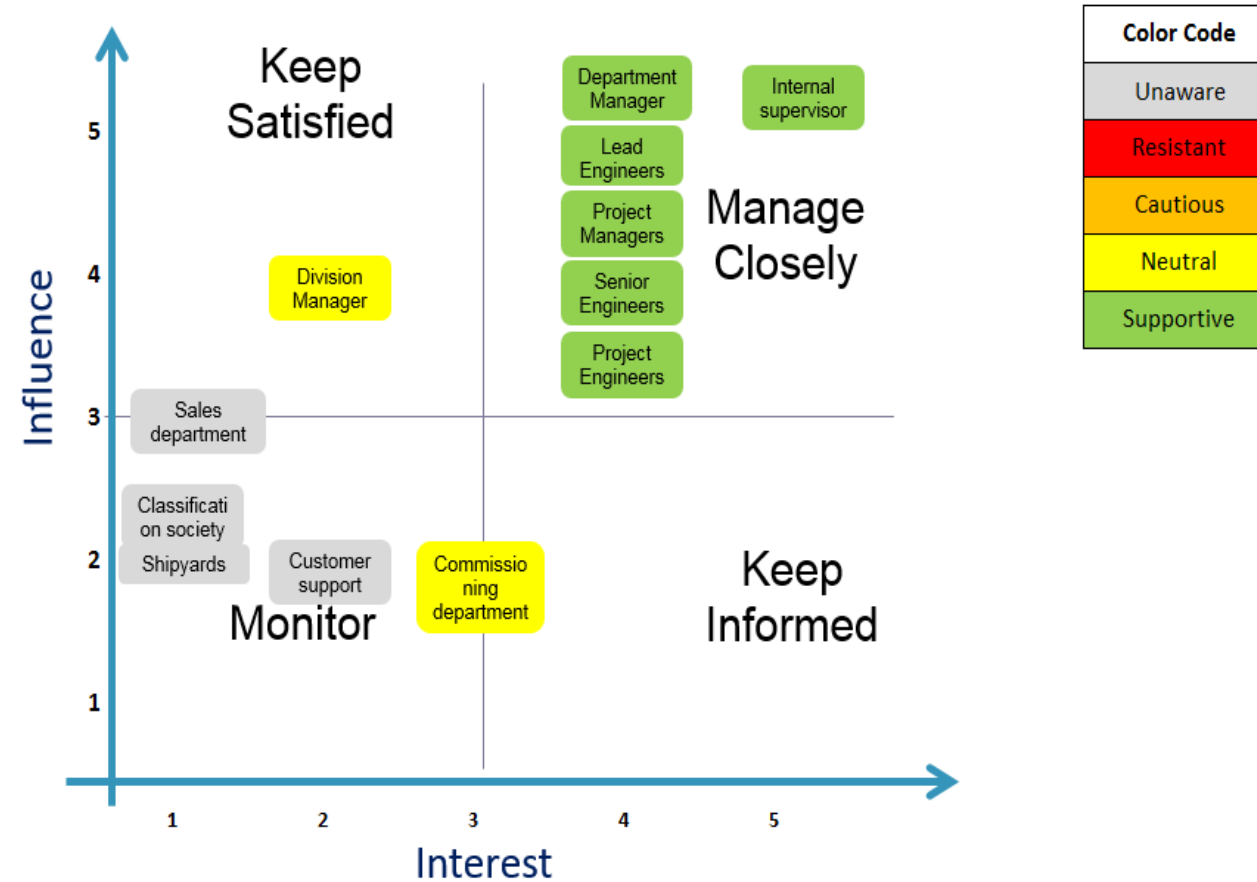 Keep
Satisfied
Department
Manager
Internal
supervisor
Color Code
Unaware
Resistant
Cautious
Neutral
Supportive
5
Lead
Engineers
Project
Managers
Manage
Closely
4
Division
Manager
Senior
Engineers
Project
Engineers
Influence
3
Sales
department
Classificati
on society
2
Shipyards
Customer
support
Commissio
ning
department
Monitor
Keep
Informed
1
1
2
3
4
5
Interest